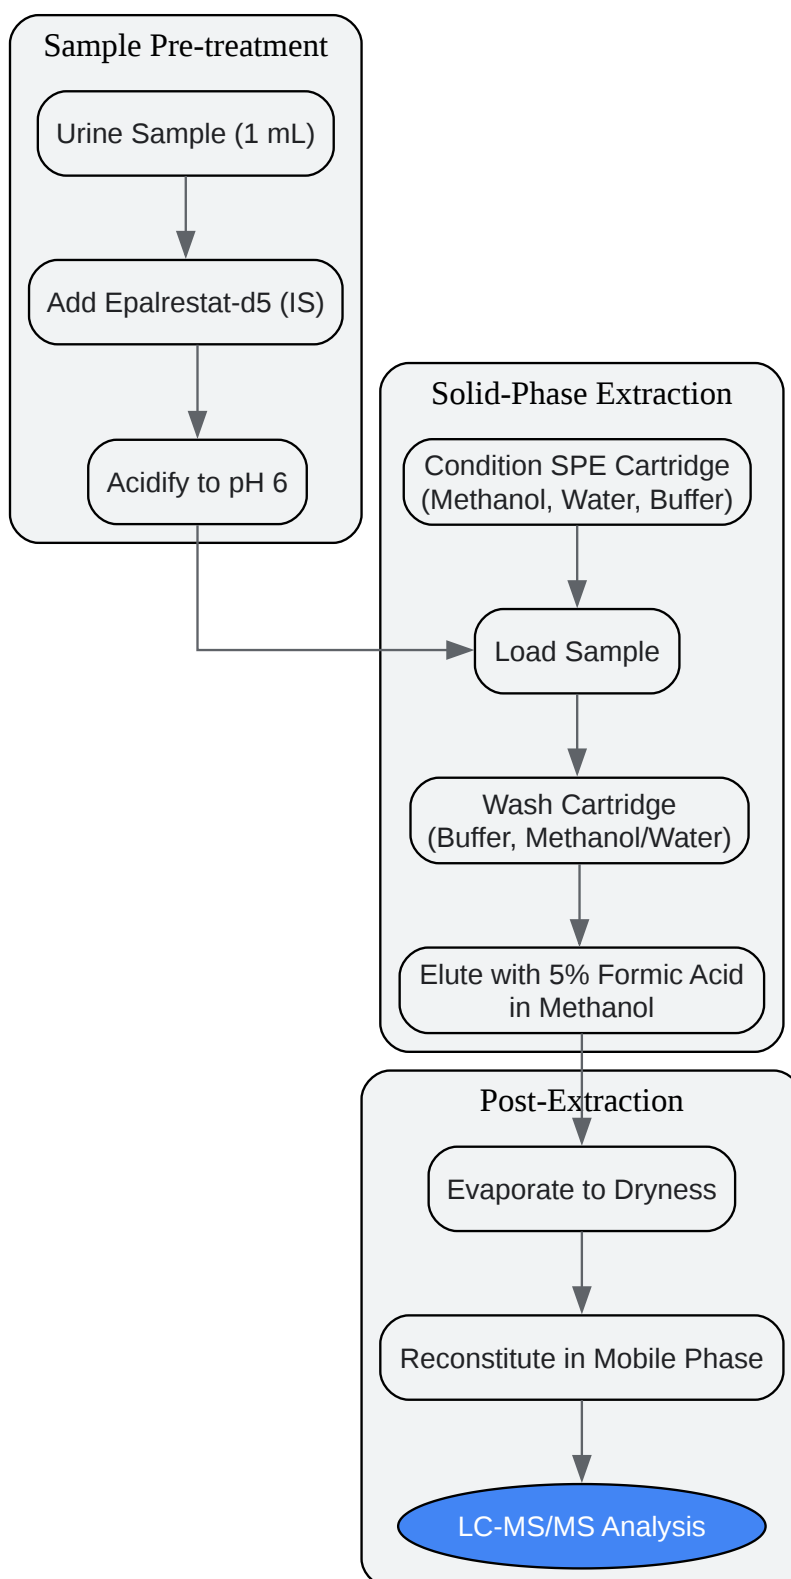 Sample Pre-treatment
Urine Sample (1 mL)
Add Epalrestat-d5 (IS)
Acidify to pH 6
Solid-Phase Extraction
Condition SPE Cartridge
(Methanol, Water, Buffer)
Load Sample
Wash Cartridge
(Buffer, Methanol/Water)
Elute with 5% Formic Acid
in Methanol
Post-Extraction
Evaporate to Dryness
Reconstitute in Mobile Phase
LC-MS/MS Analysis